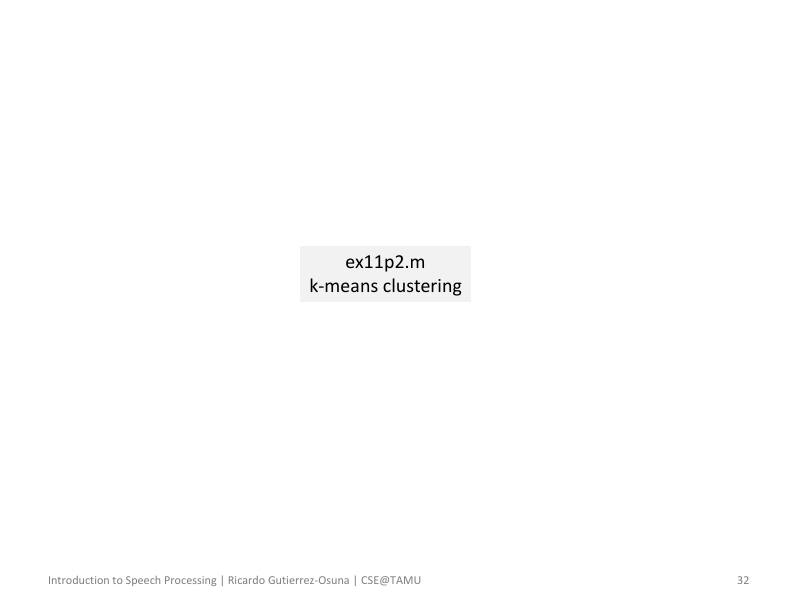 ex11p2.m
k-means clustering
Introduction to Speech Processing | Ricardo Gutierrez-Osuna | CSE@TAMU
32